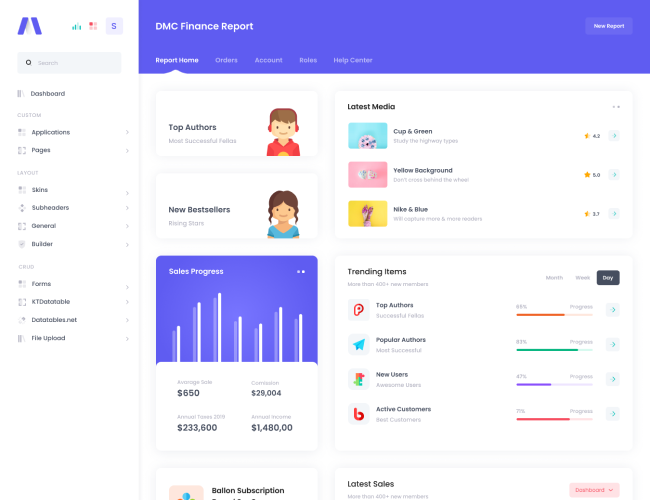 S
Search
Dashboard
CUSTOM
Applications
Pages
LAYOUT
Skins
Subheaders
General
Builder
CRUD
Forms
KTDatatable
Datatables.net
File Upload
DMC Finance Report
New Report
Report Home
Orders
Account
Roles
Help Center
Top Authors
Most Successful Fellas
New Bestsellers
Rising Stars
Latest Media
Cup & Green
Study the highway types
4.2
Yellow Background
Don't cross behind the wheel
5.0
Nike & Blue
Will capture more & more readers
3.7
Sales Progress
Average Sale
$650
Comission
$29,004
Annual Taxes 2019
$233,600
Annual Income
$1,480,00
Trending Items
More than 400+ new members
Month
Week
Day
Top Authors
Successful Fellas
65%
Progress
Popular Authors
Most Successful
83%
Progress
New Users
Awesome Users
47%
Progress
Active Customers
Best Customers
71%
Progress
Ballon Subscription
Latest Sales
More than 400+ new members
Dashboard